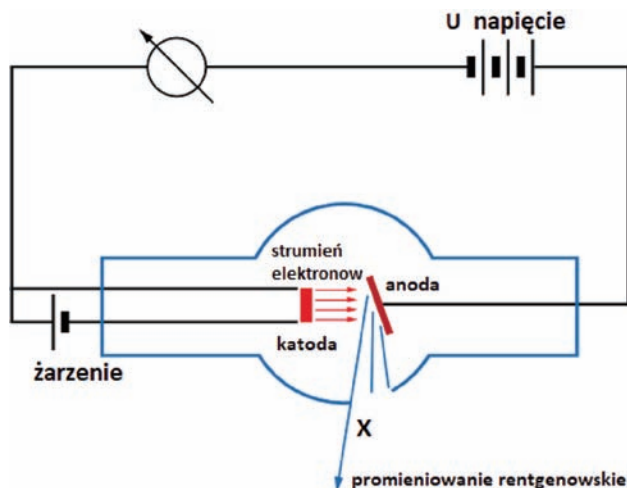 U napięcie
strumień
elektronow
anoda
katoda
żarzenie
X
promieniowanie rentgenowskie